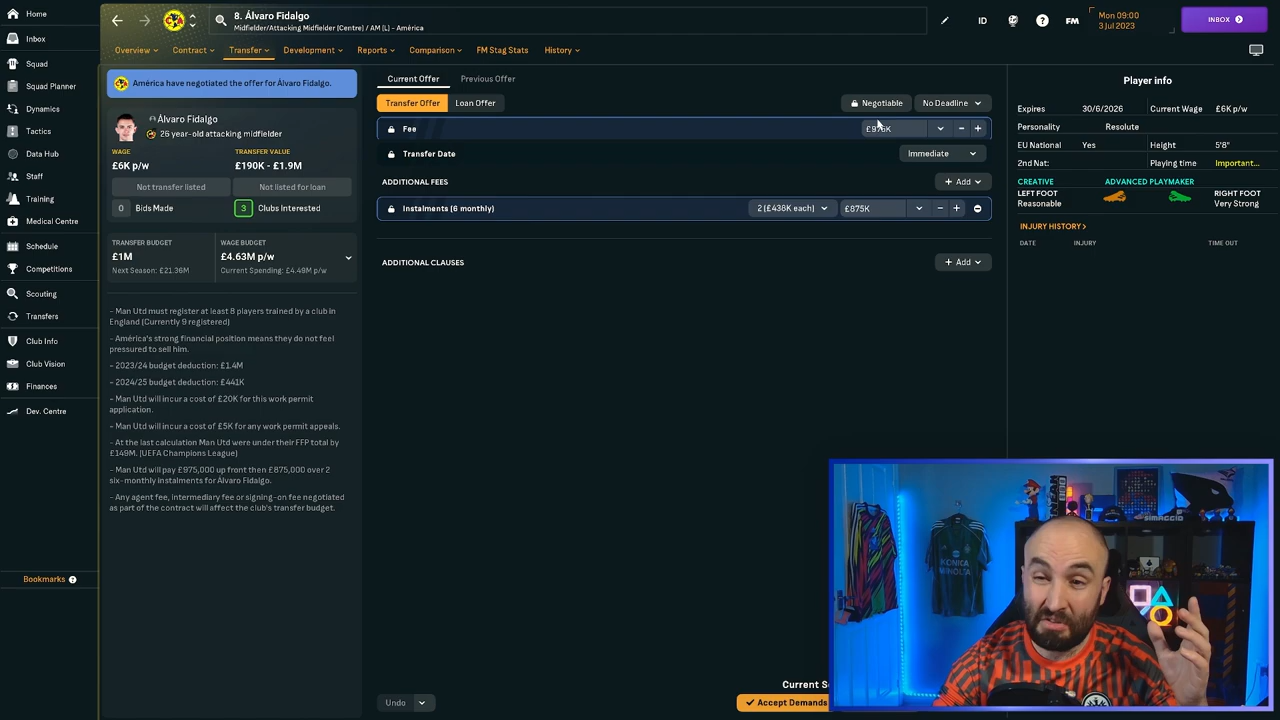 Home
Inbox
Squad
Squad Planner
Dynamics
Tactics
Data Hub
Staff
Training
Medical Centre
Schedule
Competitions
Scouting
Transfers
Club Info
Club Vision
Finances
Dev. Centre
Bookmarks
8. Álvaro Fidalgo
Midfielder/Attacking Midfielder (Centre) / AM (L) - América
ID
FM
Mon 09:00
3 Jul 2023
INBOX
Overview
Contract
Transfer
Development
Reports
Comparison
FM Stag Stats
History
América have negotiated the offer for Álvaro Fidalgo.
Álvaro Fidalgo
26 year-old attacking midfielder
WAGE
TRANSFER VALUE
£6K p/w
£190K - £1.9M
Not transfer listed
Not listed for loan
0 Bids Made
3 Clubs Interested
TRANSFER BUDGET
WAGE BUDGET
£1M
£4.63M p/w
Next Season: £21.36M
Current Spending: £4.49M p/w
- Man Utd must register at least 8 players trained by a club in
England (Currently 9 registered)
- América's strong financial position means they do not feel
pressured to sell him.
- 2023/24 budget deduction: £1.4M
- 2024/25 budget deduction: £441K
- Man Utd will incur a cost of £20K for this work permit
application.
- Man Utd will incur a cost of £5K for any work permit appeals.
- At the last calculation Man Utd were under their FFP total by
£149M. (UEFA Champions League)
- Man Utd will pay £975,000 up front then £875,000 over 2
six-monthly instalments for Álvaro Fidalgo.
- Any agent fee, intermediary fee or signing-on fee negotiated
as part of the contract will affect the club's transfer budget.
Current Offer
Previous Offer
Transfer Offer
Loan Offer
Negotiable
No Deadline
Fee
Transfer Date
Immediate
ADDITIONAL FEES
Add
Instalments (6 monthly)
2 (£438K each)
£875K
ADDITIONAL CLAUSES
Add
Undo
Current S
Accept Demands
Player info
Expires 30/6/2026
Current Wage £6K p/w
Personality Resolute
EU National Yes
Height 5'8"
2nd Nat:
Playing time Important...
CREATIVE
ADVANCED PLAYMAKER
LEFT FOOT
Reasonable
RIGHT FOOT
Very Strong
INJURY HISTORY >
DATE
INJURY
TIME OUT
SIMAGGIO
KONICA
MINOLTA